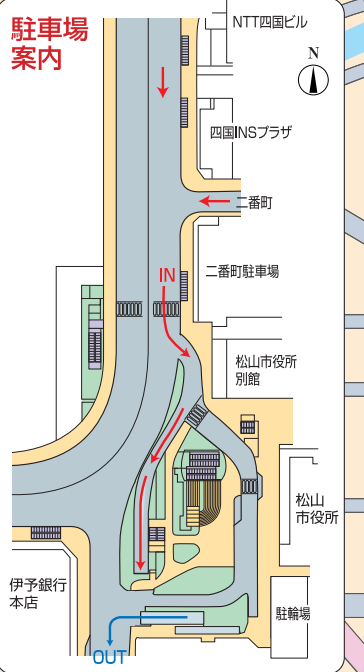 駐車場
案内
NTT四国ビル
N
四国INSプラザ
二番町
二番町駐車場
IN
松山市役所
別館
松山
市役所
伊予銀行
本店
駐輪場
OUT